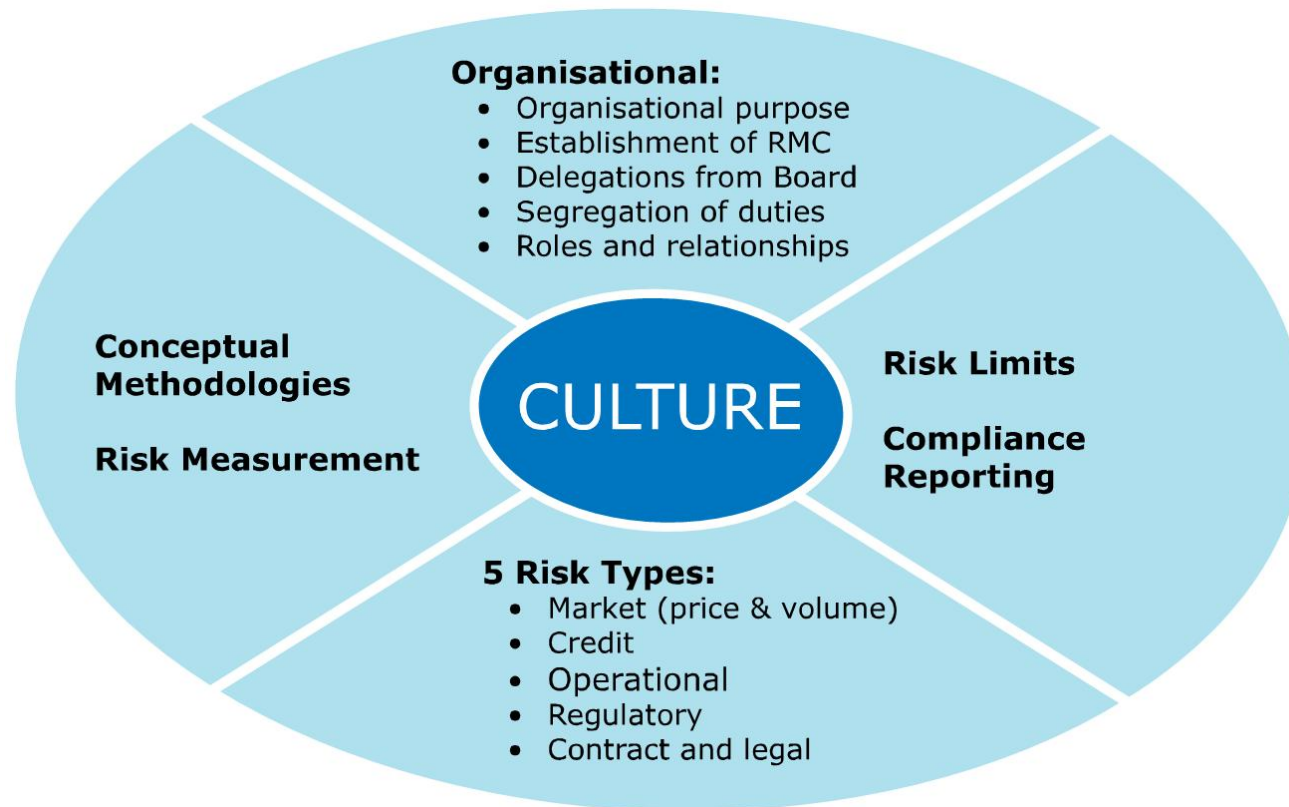 Organisational:
• Organisational purpose
• Establishment of RMC
• Delegations from Board
• Segregation of duties
• Roles and relationships
Conceptual
Methodologies
Risk Measurement
CULTURE
Risk Limits
Compliance
Reporting
5 Risk Types:
• Market (price & volume)
• Credit
• Operational
• Regulatory
• Contract and legal